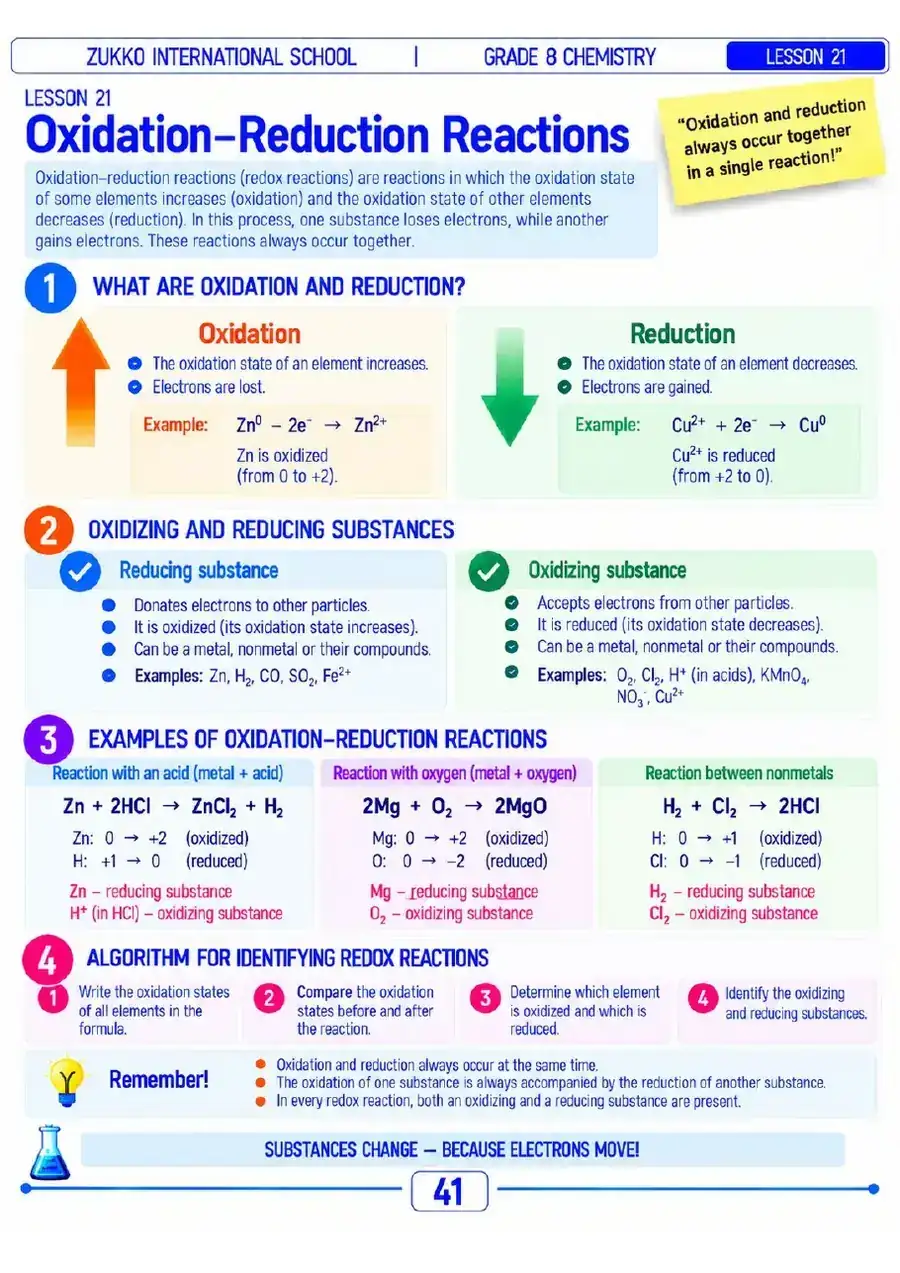 ZUKKO INTERNATIONAL SCHOOL | GRADE 8 CHEMISTRY LESSON 21
LESSON 21
Oxidation–Reduction Reactions
"Oxidation and reduction
always occur together
in a single reaction!"
Oxidation–reduction reactions (redox reactions) are reactions in which the oxidation state
of some elements increases (oxidation) and the oxidation state of other elements
decreases (reduction). In this process, one substance loses electrons, while another
gains electrons. These reactions always occur together.
1 WHAT ARE OXIDATION AND REDUCTION?
Oxidation
The oxidation state of an element increases.
Electrons are lost.
Example: Zn⁰ – 2e⁻ → Zn²⁺
Zn is oxidized
(from 0 to +2).
Reduction
The oxidation state of an element decreases.
Electrons are gained.
Example: Cu²⁺ + 2e⁻ → Cu⁰
Cu²⁺ is reduced
(from +2 to 0).
2 OXIDIZING AND REDUCING SUBSTANCES
Reducing substance
Donates electrons to other particles.
It is oxidized (its oxidation state increases).
Can be a metal, nonmetal or their compounds.
Examples: Zn, H₂, CO, SO₂, Fe²⁺
Oxidizing substance
Accepts electrons from other particles.
It is reduced (its oxidation state decreases).
Can be a metal, nonmetal or their compounds.
Examples: O₂, Cl₂, H⁺ (in acids), KMnO₄,
NO₃⁻, Cu²⁺
3 EXAMPLES OF OXIDATION–REDUCTION REACTIONS
Reaction with an acid (metal + acid)
Zn + 2HCl → ZnCl₂ + H₂
Zn: 0 → +2 (oxidized)
H: +1 → 0 (reduced)
Zn – reducing substance
H⁺ (in HCl) – oxidizing substance
Reaction with oxygen (metal + oxygen)
2Mg + O₂ → 2MgO
Mg: 0 → +2 (oxidized)
O: 0 → –2 (reduced)
Mg – reducing substance
O₂ – oxidizing substance
Reaction between nonmetals
H₂ + Cl₂ → 2HCl
H: 0 → +1 (oxidized)
Cl: 0 → –1 (reduced)
H₂ – reducing substance
Cl₂ – oxidizing substance
4 ALGORITHM FOR IDENTIFYING REDOX REACTIONS
1 Write the oxidation states
of all elements in the
formula.
2 Compare the oxidation
states before and after
the reaction.
3 Determine which element
is oxidized and which is
reduced.
4 Identify the oxidizing
and reducing substances.
Remember!
Oxidation and reduction always occur at the same time.
The oxidation of one substance is always accompanied by the reduction of another substance.
In every redox reaction, both an oxidizing and a reducing substance are present.
SUBSTANCES CHANGE – BECAUSE ELECTRONS MOVE!
41